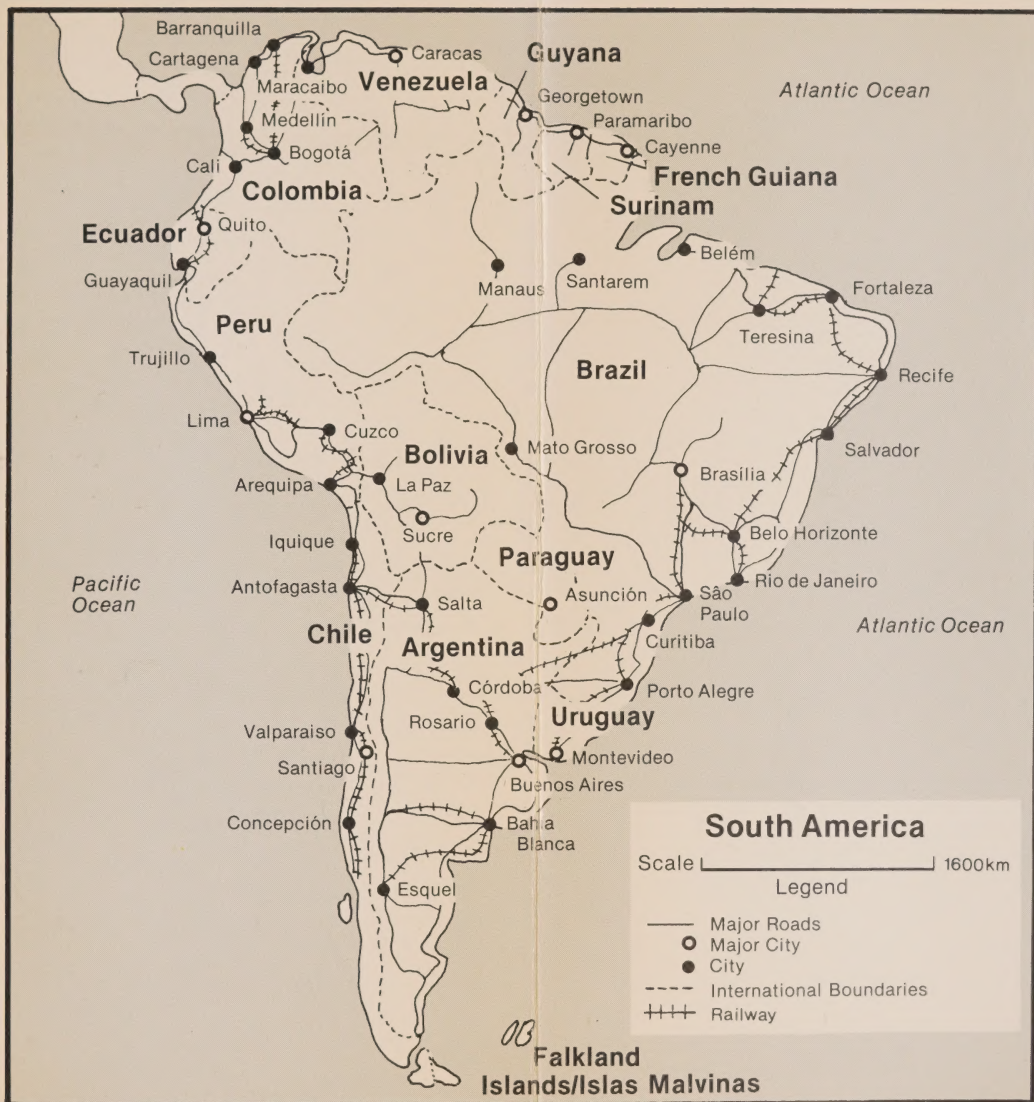 Barranquilla
Cartagena
Caracas
Guyana
Maracaibo
Venezuela
Atlantic Ocean
Georgetown
Paramaribo
Medellín
Cayenne
Bogotá
Cali
French Guiana
Colombia
Surinam
Ecuador
Quito
Belém
Guayaquil
Manaus
Santarem
Fortaleza
Peru
Teresina
Trujillo
Brazil
Recife
Lima
Cuzco
Mato Grosso
Salvador
Bolivia
Brasília
Arequipa
La Paz
Sucre
Belo Horizonte
Iquique
Paraguay
Pacific
Ocean
Antofagasta
Asunción
Rio de Janeiro
Salta
Sâo
Paulo
Atlantic Ocean
Chile
Argentina
Curitiba
Córdoba
Porto Alegre
Rosario
Uruguay
Valparaiso
Santiago
Montevideo
Buenos Aires
Concepción
Bahia
Blanca
Esquel
South America
Scale 1600km
Legend
Major Roads
Major City
City
International Boundaries
Railway
Falkland
Islands/Islas Malvinas